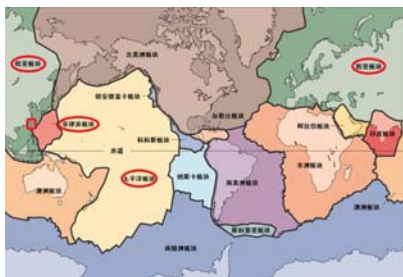 北美洲板块
欧亚板块
欧亚板块
胡安德富卡板块
加勒比板块
菲律宾板块
阿拉伯板块
印度板块
科科斯板块
赤道
太平洋板块
纳斯卡板块
南美洲板块
非洲板块
澳洲板块
澳洲板块
斯科蒂亚板块
南极洲板块